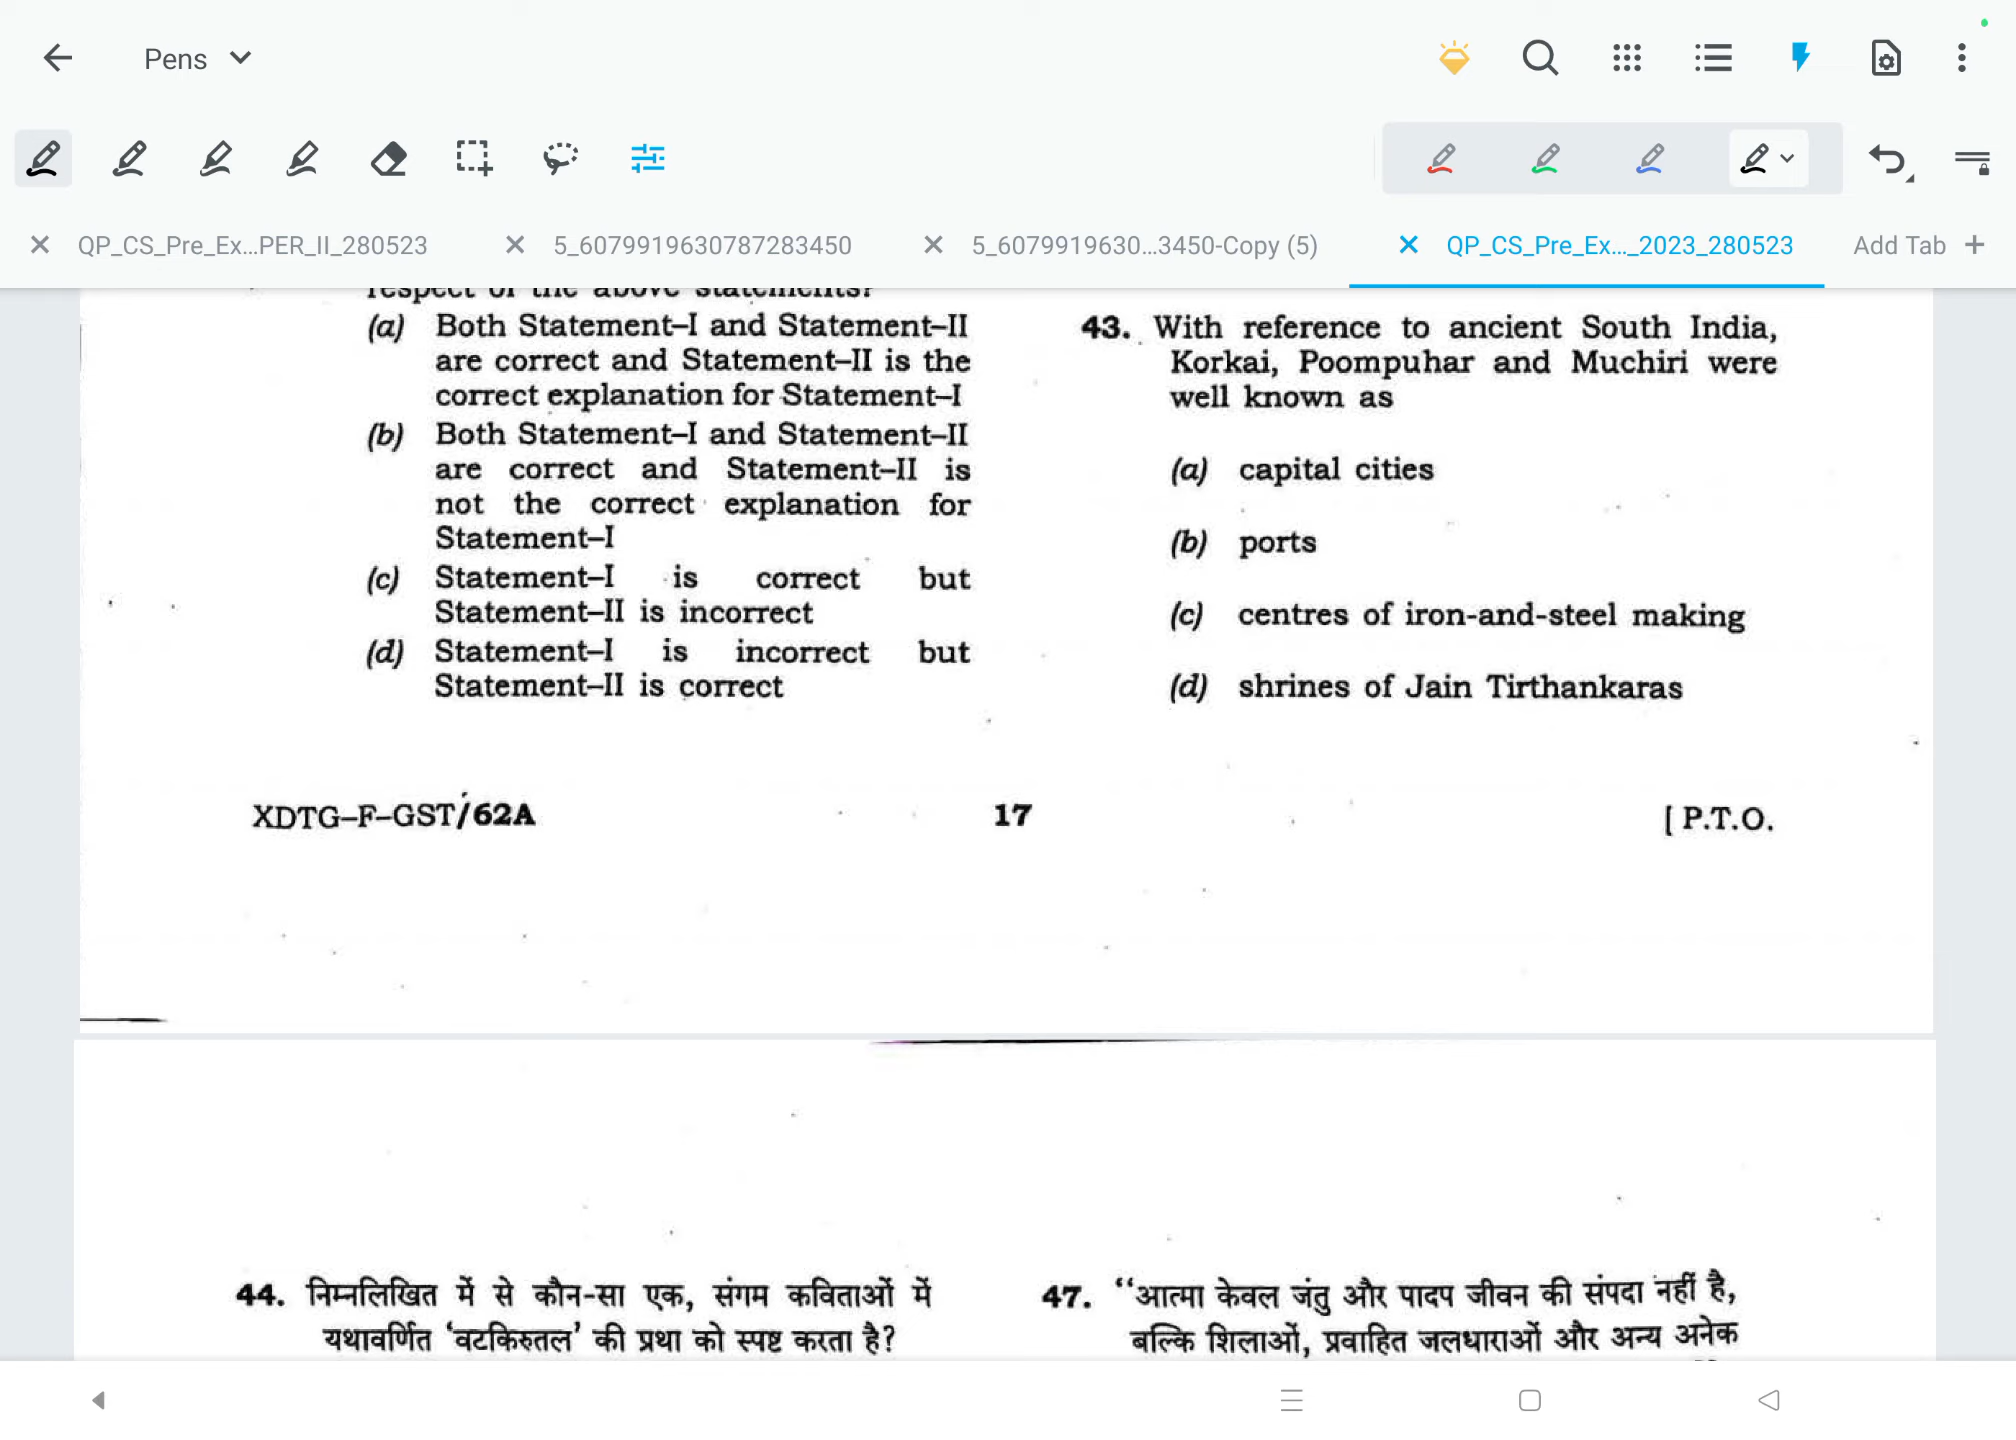 Pens
QP_CS_Pre_Ex...PER_II_280523
5_6079919630787283450
5_6079919630...3450-Copy (5)
QP_CS_Pre_Ex..._2023_280523
Add Tab +
respect of the above statements?
(a) Both Statement–I and Statement–II
are correct and Statement–II is the
correct explanation for Statement–I
(b) Both Statement–I and Statement–II
are correct and Statement–II is
not the correct explanation for
Statement–I
(c) Statement–I is correct but
Statement–II is incorrect
(d) Statement–I is incorrect but
Statement–II is correct
43. With reference to ancient South India,
Korkai, Poompuhar and Muchiri were
well known as
(a) capital cities
(b) ports
(c) centres of iron-and-steel making
(d) shrines of Jain Tirthankaras
XDTG–F–GST/62A
17
[ P.T.O.
44. निम्नलिखित में से कौन-सा एक, संगम कविताओं में
यथावर्णित ‘वटकिरुतल’ की प्रथा को स्पष्ट करता है?
47. ‘‘आत्मा केवल जंतु और पादप जीवन की संपदा नहीं है,
बल्कि शिलाओं, प्रवाहित जलधाराओं और अन्य अनेक